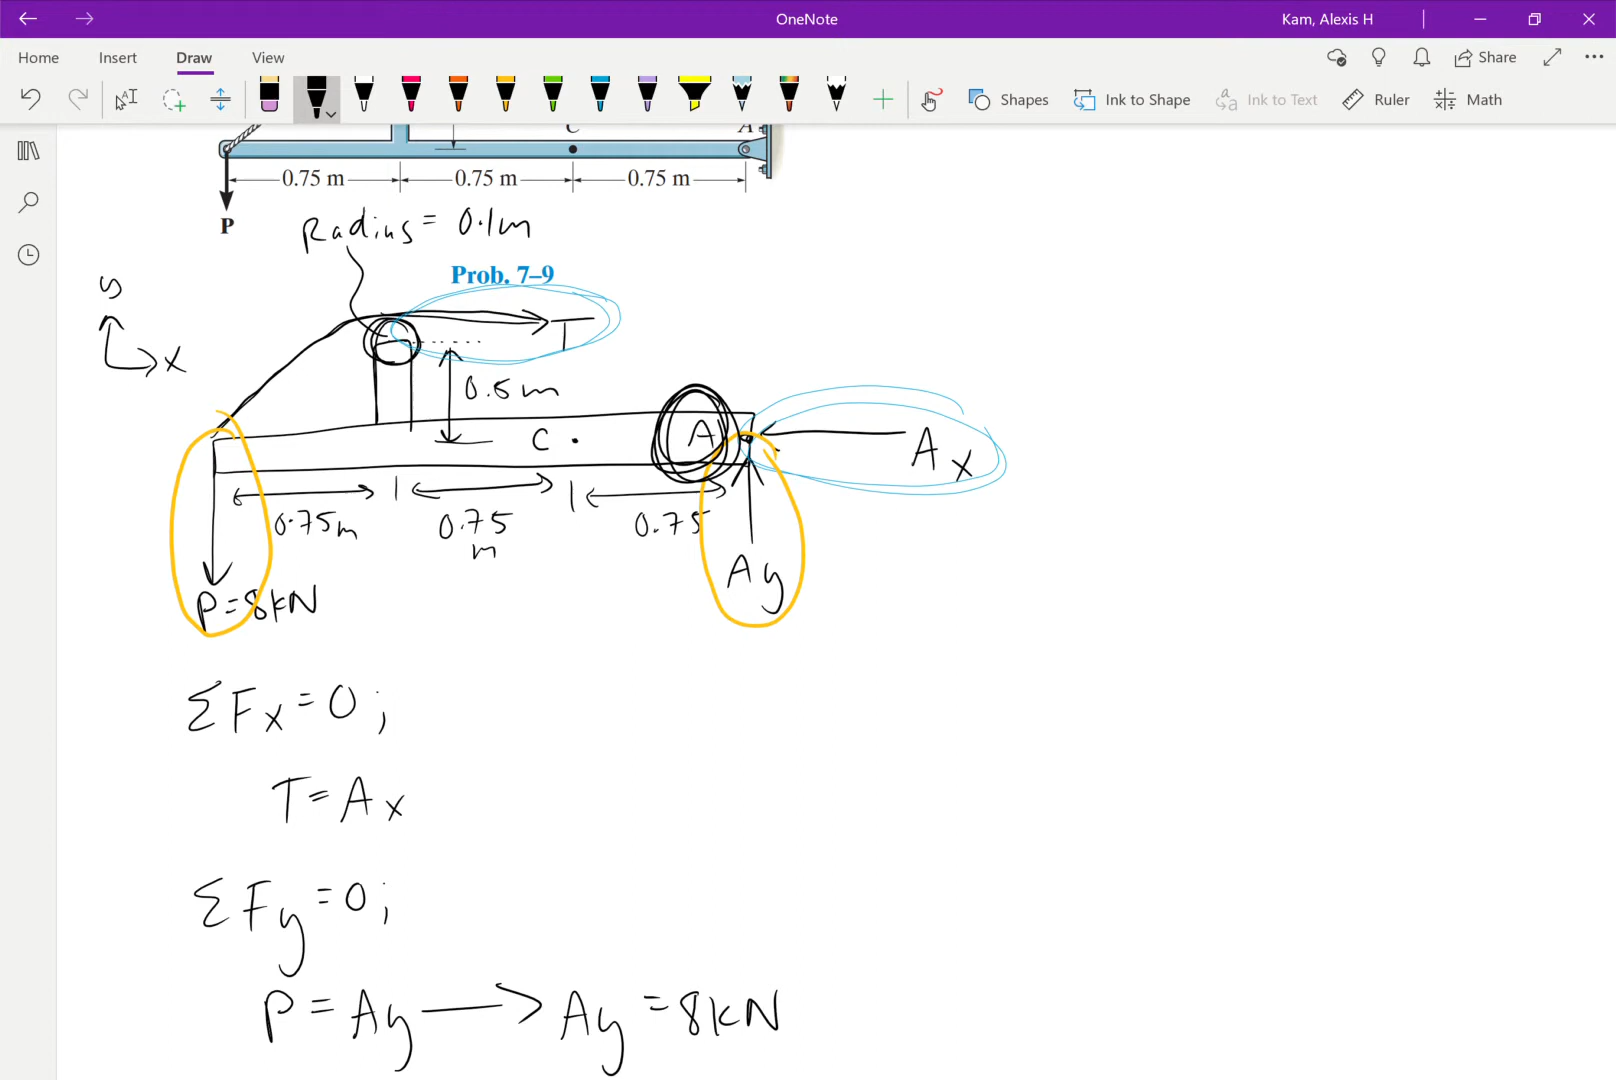 OneNote
Kam, Alexis H
Home Insert Draw View
Share
Shapes Ink to Shape Ink to Text Ruler Math
C A
0.75 m 0.75 m 0.75 m
P
Radius = 0.1m
Prob. 7–9
y
x
T
0.5m
C
A
Ax
0.75m 0.75 m 0.75
Ay
P=8kN
ΣFx=0;
T=Ax
ΣFy=0;
P=Ay → Ay=8kN